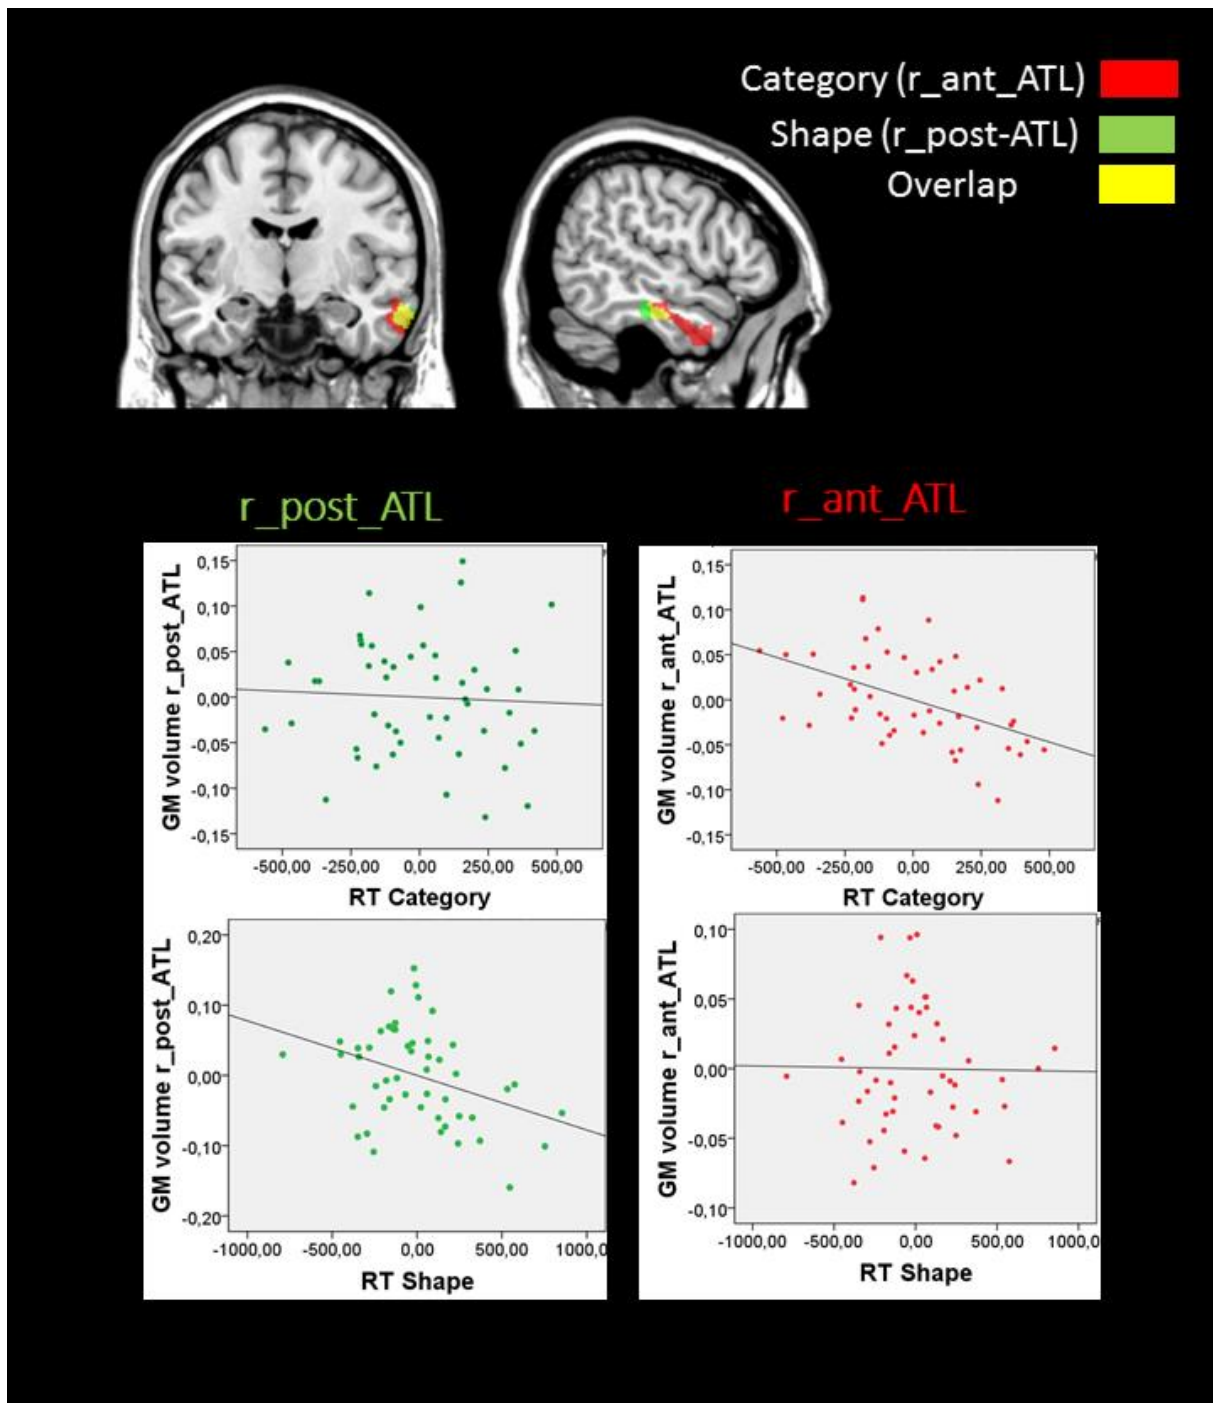 Category (r_ant_ATL)
Shape (r_post-ATL)
Overlap
r_post_ATL
r_ant_ATL
GM volume r_post_ATL
0,15
0,10
0,05
0,00
-0,05
-0,10
-0,15
-500,00 -250,00 0,00 250,00 500,00
RT Category
GM volume r_ant_ATL
0,15
0,10
0,05
0,00
-0,05
-0,10
-0,15
-500,00 -250,00 0,00 250,00 500,00
RT Category
GM volume r_post_ATL
0,20
0,10
0,00
-0,10
-0,20
-1000,00 -500,00 0,00 500,00 1000,0
RT Shape
GM volume r_ant_ATL
0,10
0,05
0,00
-0,05
-0,10
-1000,00 -500,00 0,00 500,00 1000,0
RT Shape